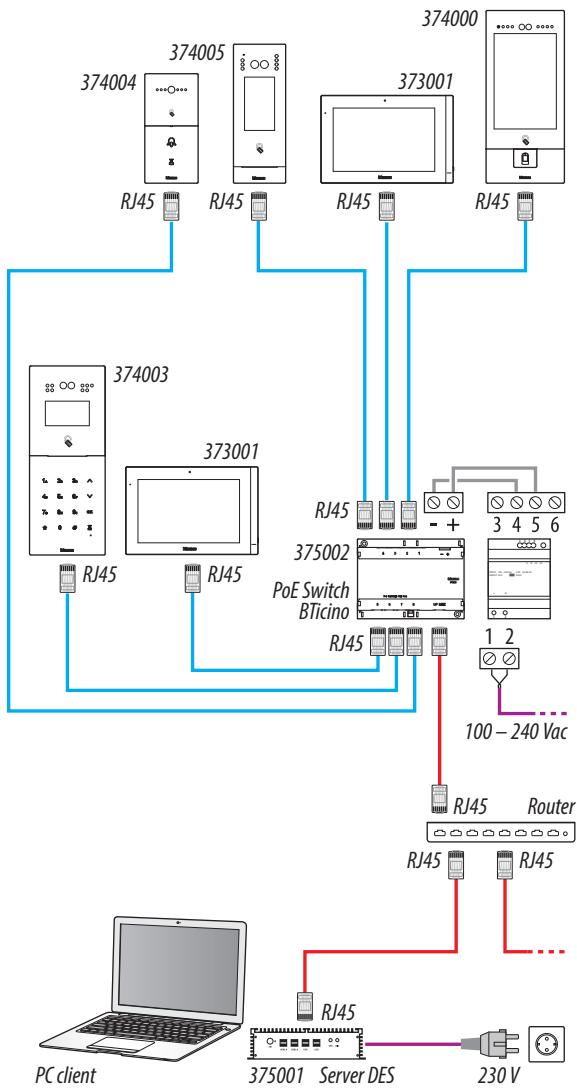 374000
374005
374004
373001
RJ45
RJ45
RJ45
RJ45
374003
373001
RJ45
- +
3 4 5 6
375002
PoE Switch
BTicino
RJ45
RJ45
RJ45
1 2
100 – 240 Vac
RJ45
Router
RJ45
RJ45
RJ45
PC client
375001
Server DES
230 V